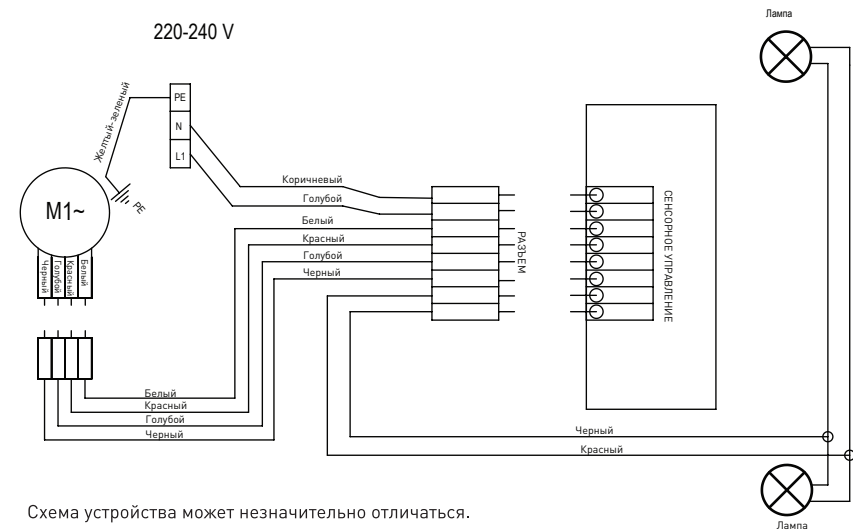 Лампа
220-240 V
PE
N
L1
Желтый-зеленый
PE
M1~
Коричневый
Голубой
Белый
Красный
Голубой
Черный
РАЗЪЕМ
СЕНСОРНОЕ УПРАВЛЕНИЕ
Черный
Голубой
Красный
Белый
Белый
Красный
Голубой
Черный
Черный
Красный
Схема устройства может незначительно отличаться.
Лампа